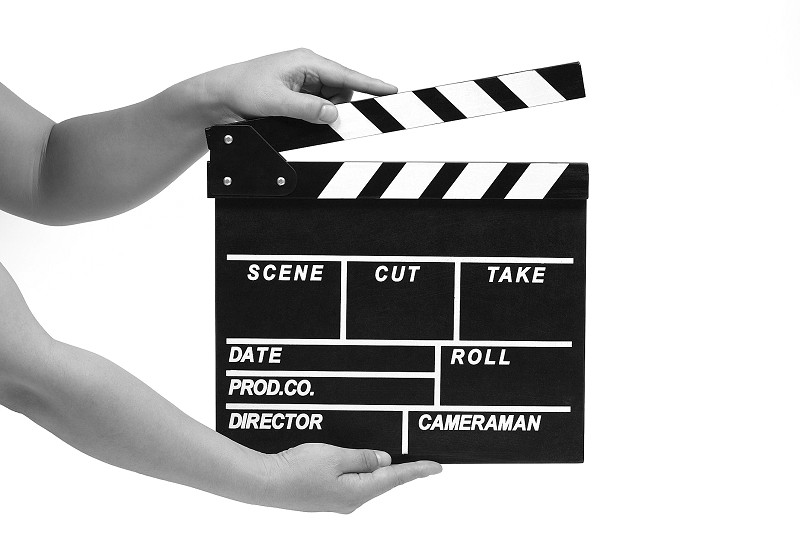 SCENE CUT TAKE
DATE
ROLL
PROD.CO.
DIRECTOR CAMERAMAN